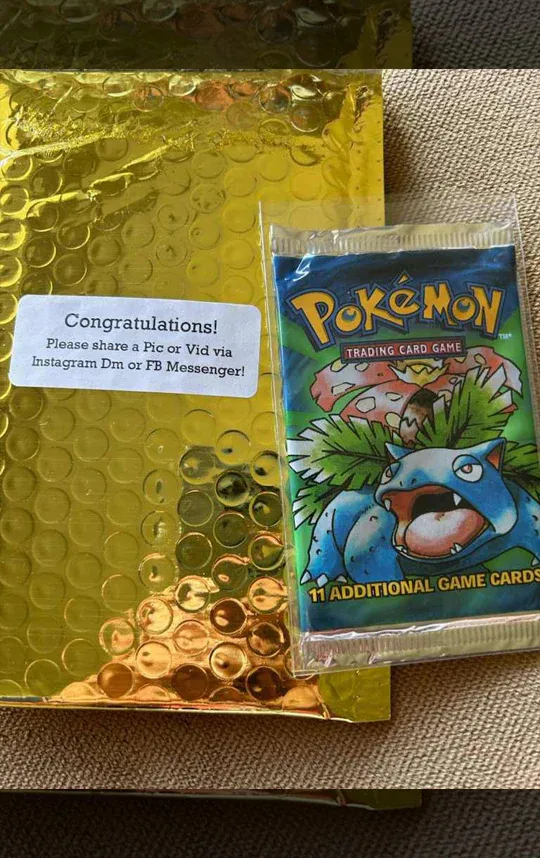 Congratulations!
Please share a Pic or Vid via
Instagram Dm or FB Messenger!
POKéMON
TM
TRADING CARD GAME
11 ADDITIONAL GAME CARDS